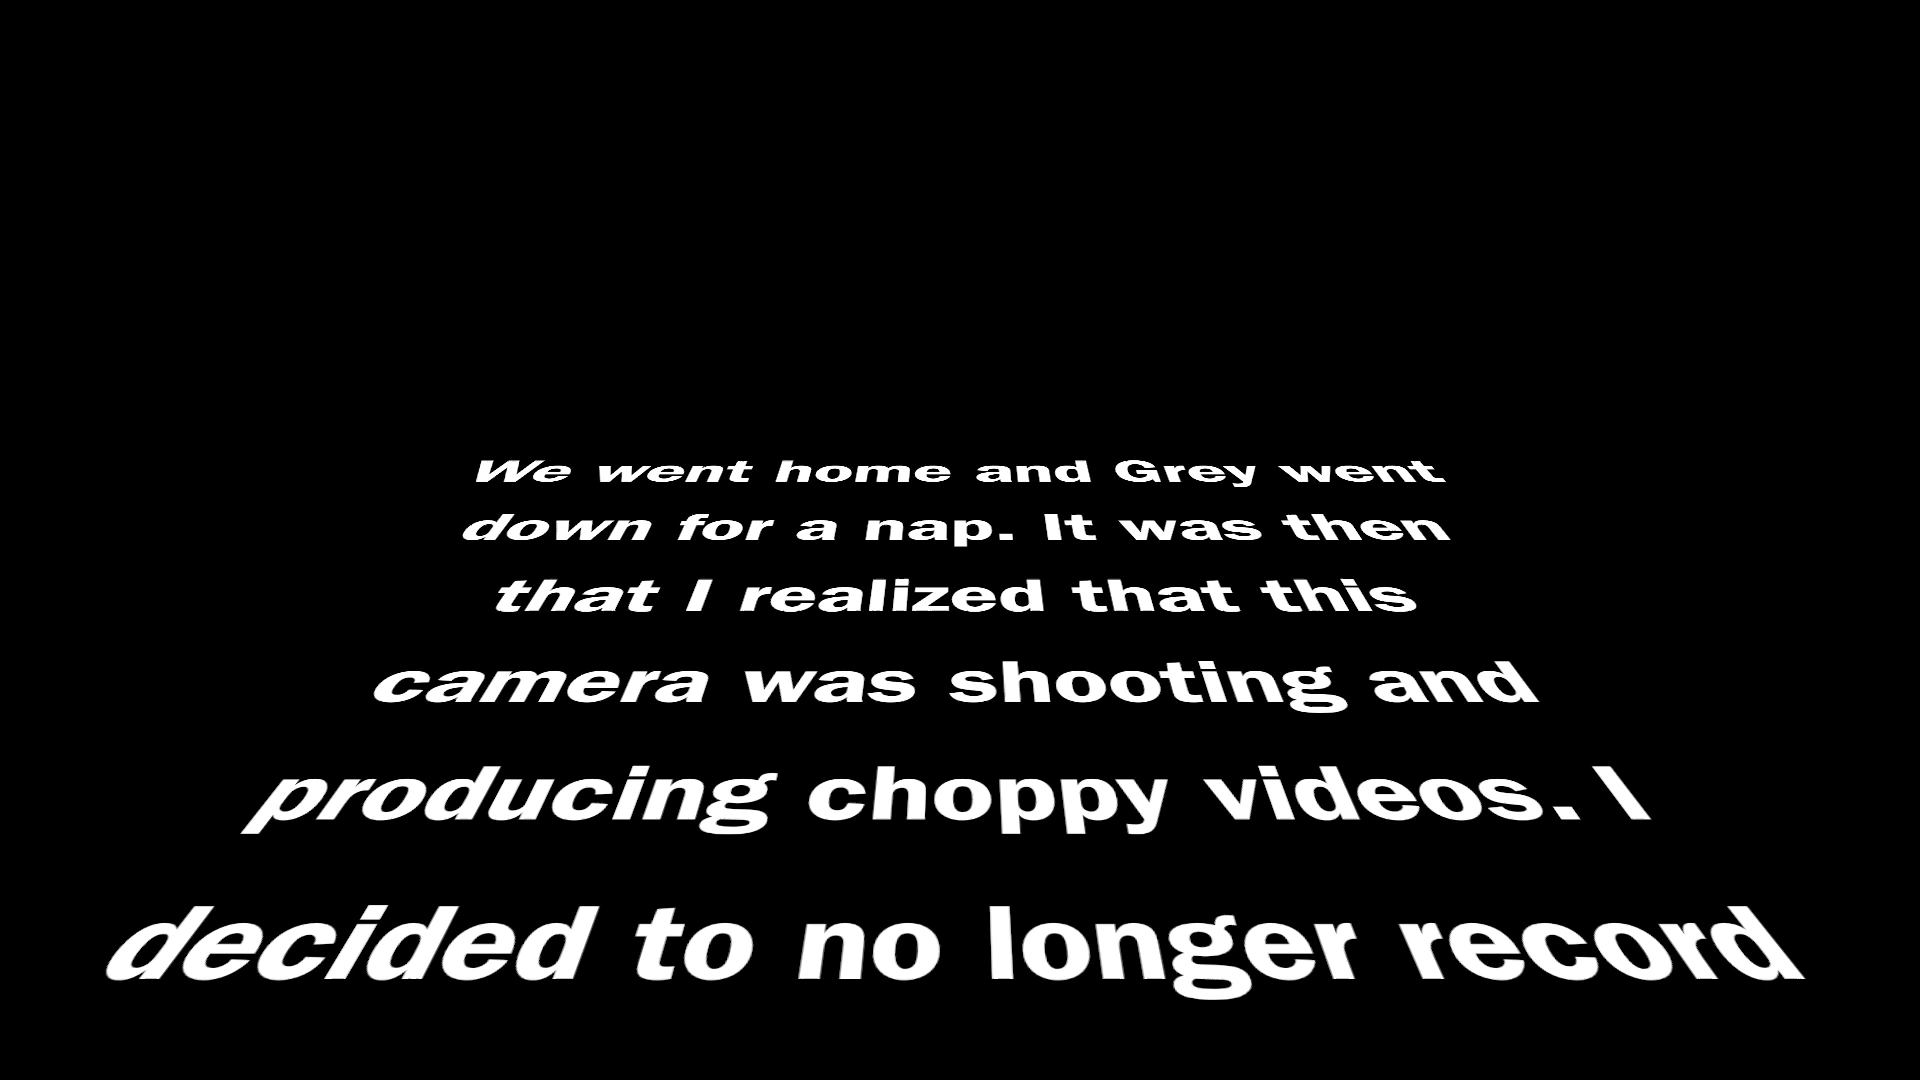 We went home and Grey went
down for a nap. It was then
that I realized that this
camera was shooting and
producing choppy videos. I
decided to no longer record